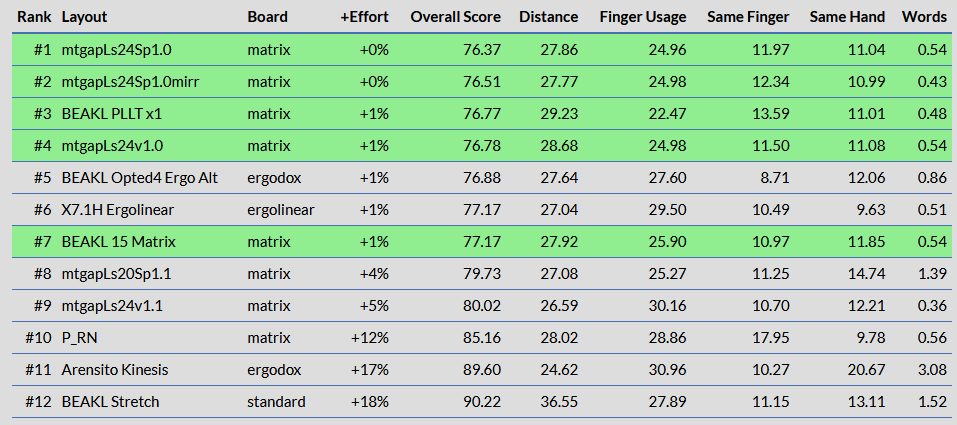 Rank Layout Board +Effort Overall Score Distance Finger Usage Same Finger Same Hand Words
#1 mtgapLs24Sp1.0 matrix +0% 76.37 27.86 24.96 11.97 11.04 0.54
#2 mtgapLs24Sp1.0mirr matrix +0% 76.51 27.77 24.98 12.34 10.99 0.43
#3 BEAKL PLLT x1 matrix +1% 76.77 29.23 22.47 13.59 11.01 0.48
#4 mtgapLs24v1.0 matrix +1% 76.78 28.68 24.98 11.50 11.08 0.54
#5 BEAKL Opted4 Ergo Alt ergodox +1% 76.88 27.64 27.60 8.71 12.06 0.86
#6 X7.1H Ergolinear ergolinear +1% 77.17 27.04 29.50 10.49 9.63 0.51
#7 BEAKL 15 Matrix matrix +1% 77.17 27.92 25.90 10.97 11.85 0.54
#8 mtgapLs20Sp1.1 matrix +4% 79.73 27.08 25.27 11.25 14.74 1.39
#9 mtgapLs24v1.1 matrix +5% 80.02 26.59 30.16 10.70 12.21 0.36
#10 P_RN matrix +12% 85.16 28.02 28.86 17.95 9.78 0.56
#11 Arensito Kinesis ergodox +17% 89.60 24.62 30.96 10.27 20.67 3.08
#12 BEAKL Stretch standard +18% 90.22 36.55 27.89 11.15 13.11 1.52